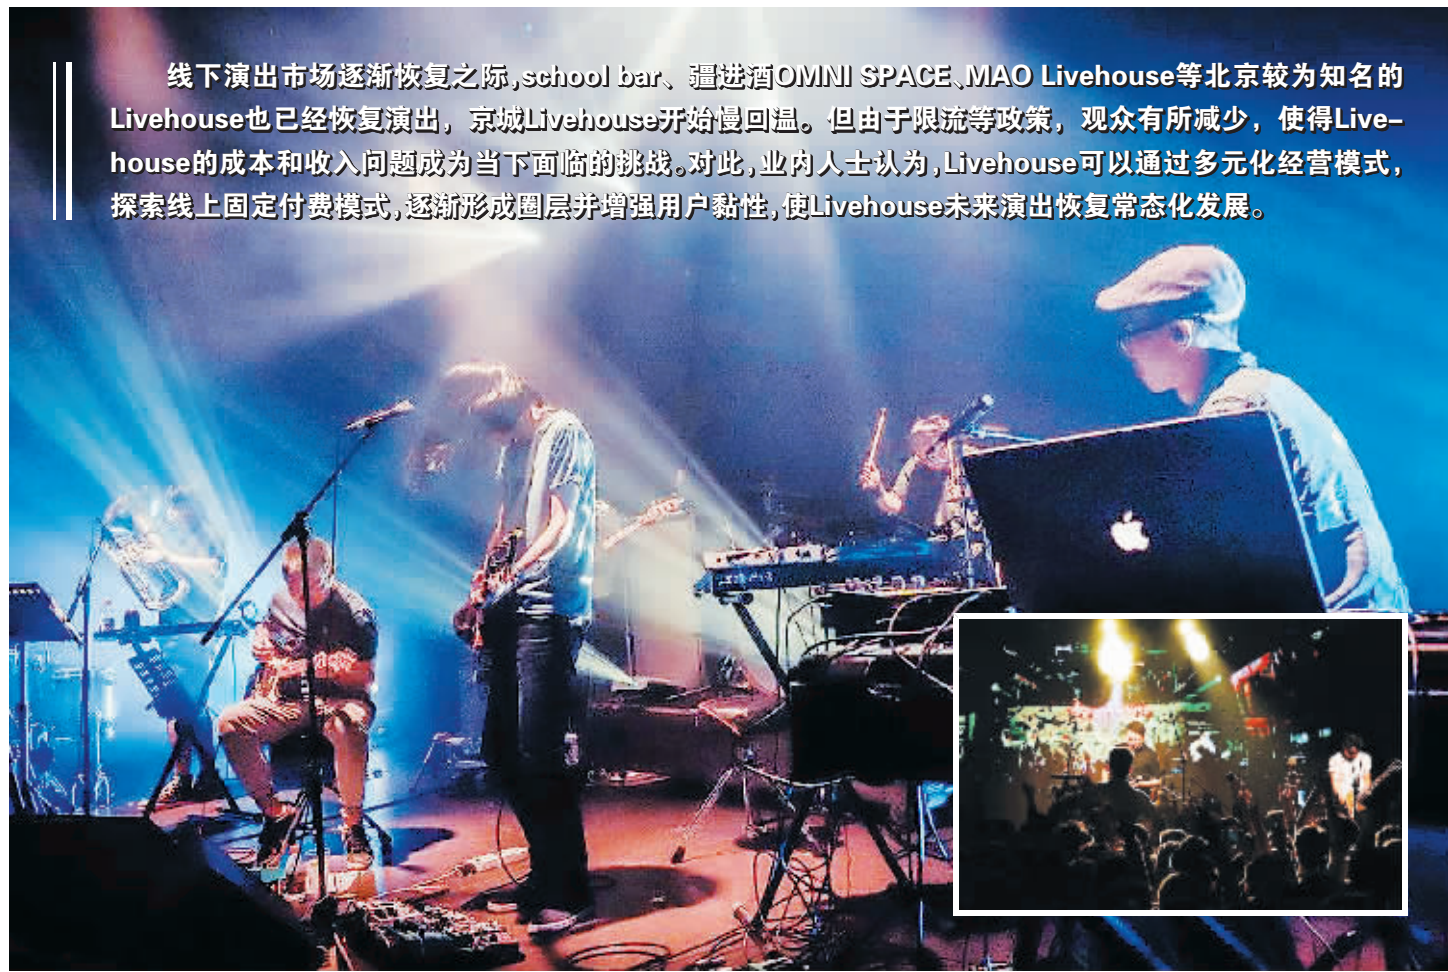 线下演出市场逐渐恢复之际,school bar、疆进酒OMNI SPACE、MAO Livehouse等北京较为知名的
Livehouse也已经恢复演出，京城Livehouse开始慢回温。但由于限流等政策，观众有所减少，使得Live-
house的成本和收入问题成为当下面临的挑战。对此,业内人士认为,Livehouse可以通过多元化经营模式,
探索线上固定付费模式,逐渐形成圈层并增强用户黏性,使Livehouse未来演出恢复常态化发展。